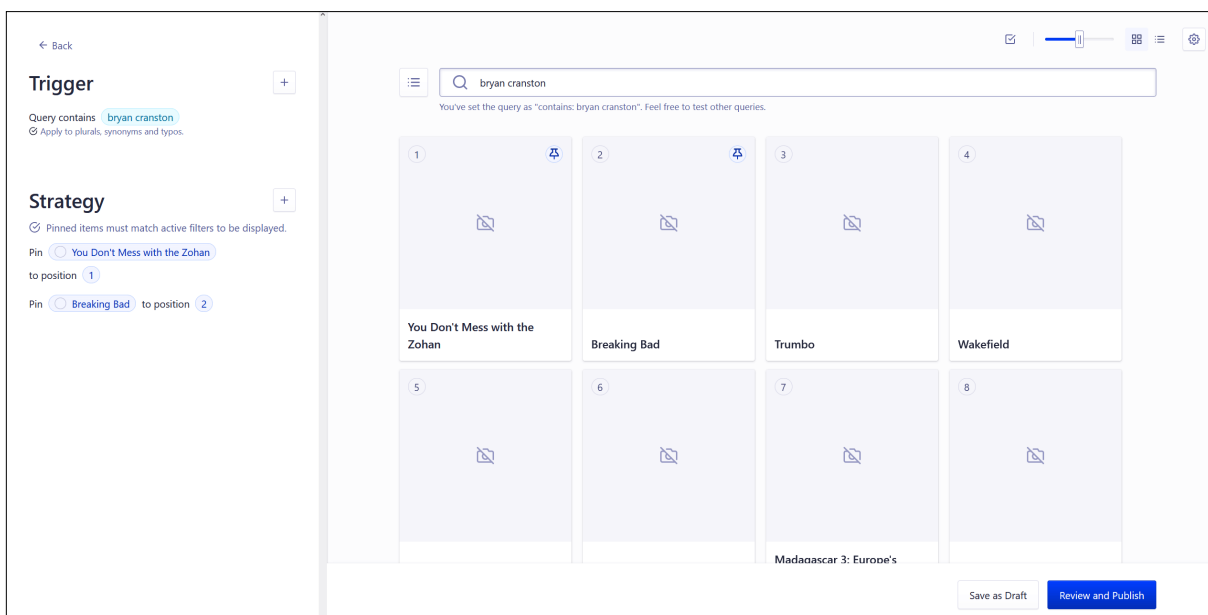 Back
Trigger
Query contains bryan cranston
Apply to plurals, synonyms and typos.
Strategy
Pinned items must match active filters to be displayed.
Pin You Don't Mess with the Zohan
to position 1
Pin Breaking Bad to position 2
bryan cranston
You've set the query as "contains: bryan cranston". Feel free to test other queries.
1
You Don't Mess with the
Zohan
2
Breaking Bad
3
Trumbo
4
Wakefield
5
6
7
Madagascar 3: Europe's
8
Save as Draft
Review and Publish